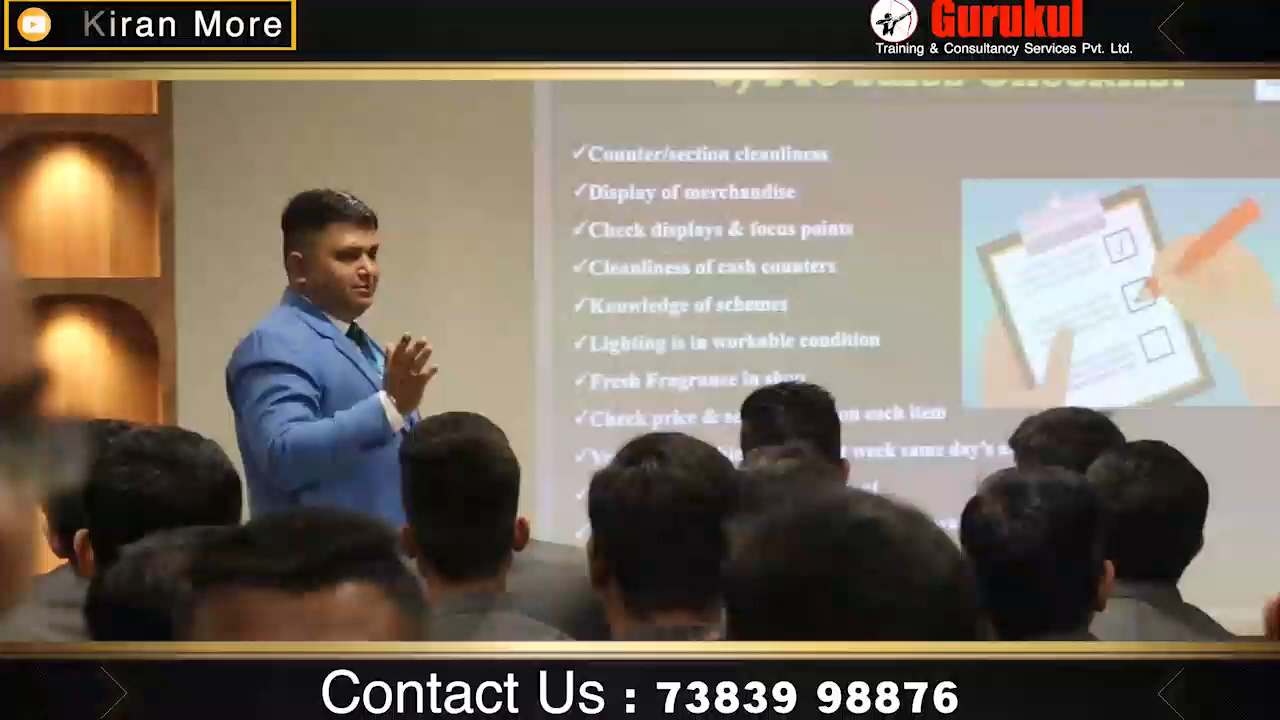 Kiran More
Gurukul
Training & Consultancy Services Pvt. Ltd.
✓Counter/section cleanliness
✓Display of merchandise
✓Check displays & focus points
✓Cleanliness of cash counters
✓Knowledge of schemes
✓Lighting is in workable condition
✓Fresh Fragrance in shop
✓Check price & on each item
week same day's
Contact Us : 73839 98876